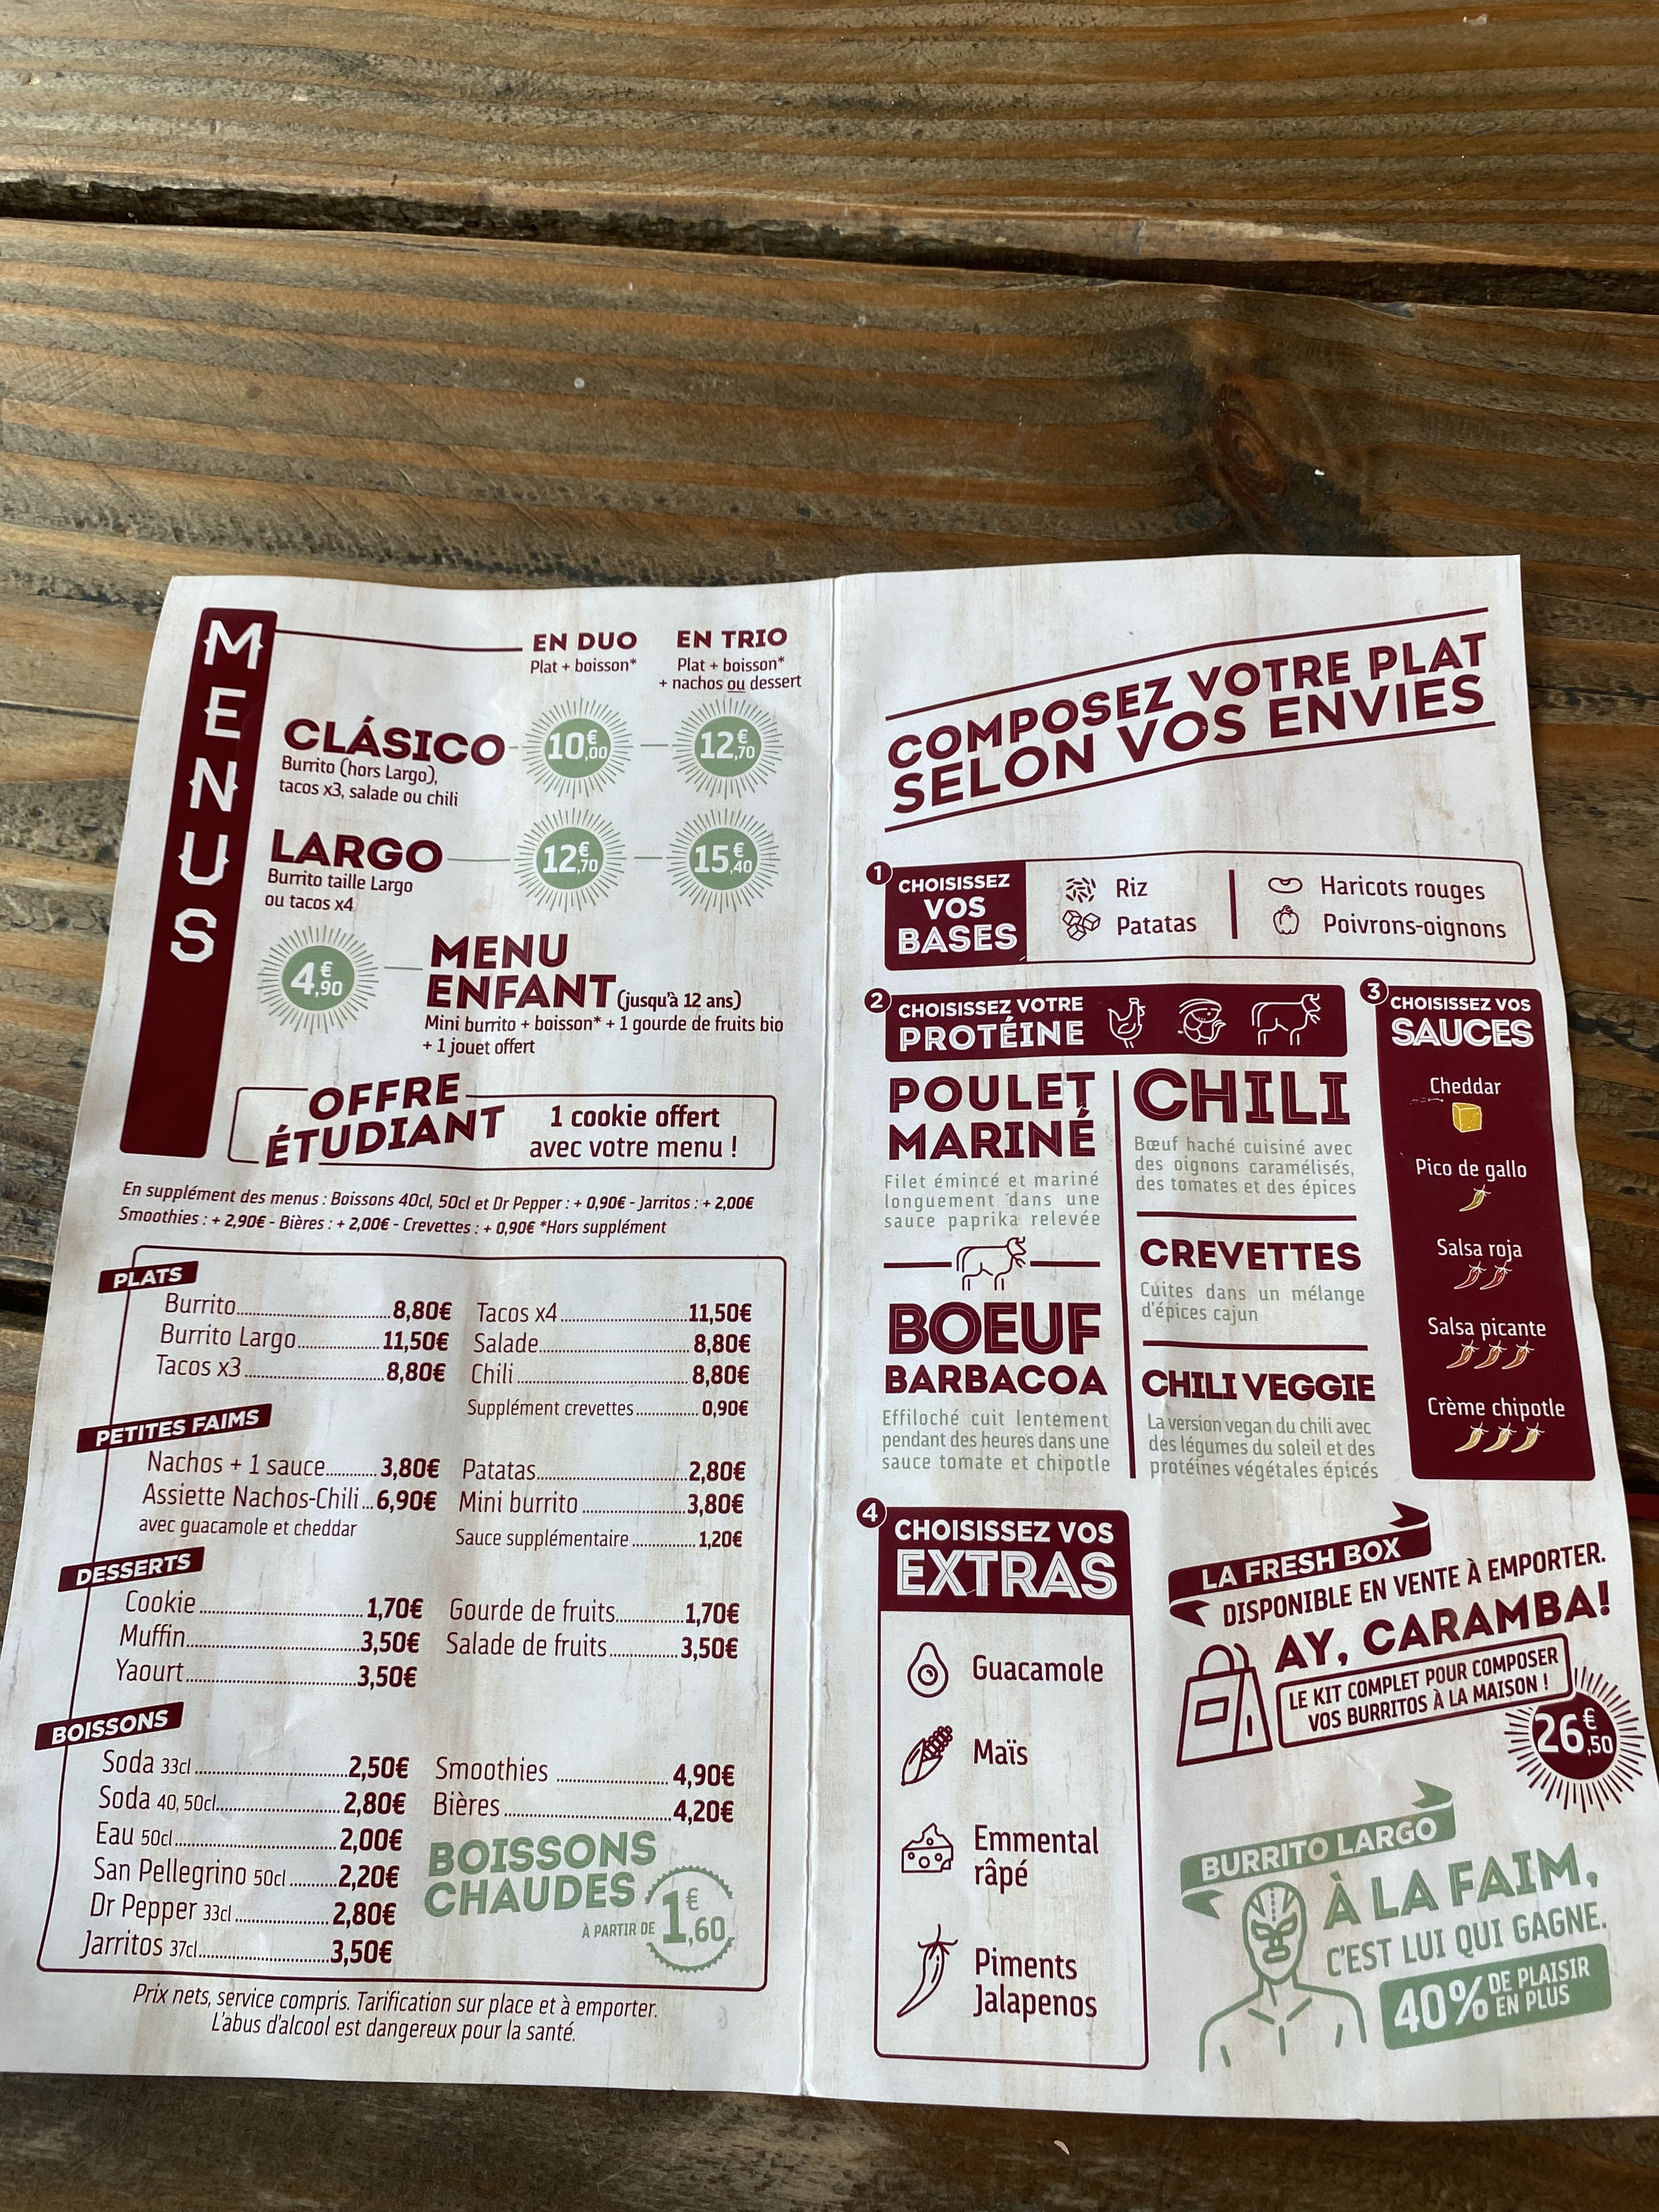 MENUS
EN DUO
Plat + boisson*
EN TRIO
Plat + boisson*
+ nachos ou dessert
CLÁSICO
Burrito (hors Largo),
tacos x3, salade ou chili
10€,00
12€,70
LARGO
Burrito taille Largo
ou tacos x4
12€,70
15€,40
4€,90
MENU
ENFANT (jusqu'à 12 ans)
Mini burrito + boisson* + 1 gourde de fruits bio
+ 1 jouet offert
OFFRE
ÉTUDIANT
1 cookie offert
avec votre menu !
En supplément des menus : Boissons 40cl, 50cl et Dr Pepper : + 0,90€ - Jarritos : + 2,00€
Smoothies : + 2,90€ - Bières : + 2,00€ - Crevettes : + 0,90€ *Hors supplément
PLATS
Burrito 8,80€
Burrito Largo 11,50€
Tacos x3 8,80€
Tacos x4 11,50€
Salade 8,80€
Chili 8,80€
Supplément crevettes 0,90€
PETITES FAIMS
Nachos + 1 sauce 3,80€
Assiette Nachos-Chili 6,90€
avec guacamole et cheddar
Patatas 2,80€
Mini burrito 3,80€
Sauce supplémentaire 1,20€
DESSERTS
Cookie 1,70€
Muffin 3,50€
Yaourt 3,50€
Gourde de fruits 1,70€
Salade de fruits 3,50€
BOISSONS
Soda 33cl 2,50€
Soda 40, 50cl 2,80€
Eau 50cl 2,00€
San Pellegrino 50cl 2,20€
Dr Pepper 33cl 2,80€
Jarritos 37cl 3,50€
Smoothies 4,90€
Bières 4,20€
BOISSONS
CHAUDES
À PARTIR DE 1€,60
Prix nets, service compris. Tarification sur place et à emporter.
L'abus d'alcool est dangereux pour la santé.
COMPOSEZ VOTRE PLAT
SELON VOS ENVIES
1 CHOISISSEZ
VOS
BASES
Riz
Patatas
Haricots rouges
Poivrons-oignons
2 CHOISISSEZ VOTRE
PROTÉINE
POULET
MARINÉ
Filet émincé et mariné
longuement dans une
sauce paprika relevée
BOEUF
BARBACOA
Effiloché cuit lentement
pendant des heures dans une
sauce tomate et chipotle
CHILI
Bœuf haché cuisiné avec
des oignons caramélisés,
des tomates et des épices
CREVETTES
Cuites dans un mélange
d'épices cajun
CHILI VEGGIE
La version vegan du chili avec
des légumes du soleil et des
protéines végétales épicés
3 CHOISISSEZ VOS
SAUCES
Cheddar
Pico de gallo
Salsa roja
Salsa picante
Crème chipotle
4 CHOISISSEZ VOS
EXTRAS
Guacamole
Maïs
Emmental
râpé
Piments
Jalapenos
LA FRESH BOX
DISPONIBLE EN VENTE À EMPORTER.
AY, CARAMBA!
LE KIT COMPLET POUR COMPOSER
VOS BURRITOS À LA MAISON !
26€,50
BURRITO LARGO
À LA FAIM,
C'EST LUI QUI GAGNE.
40% DE PLAISIR
EN PLUS